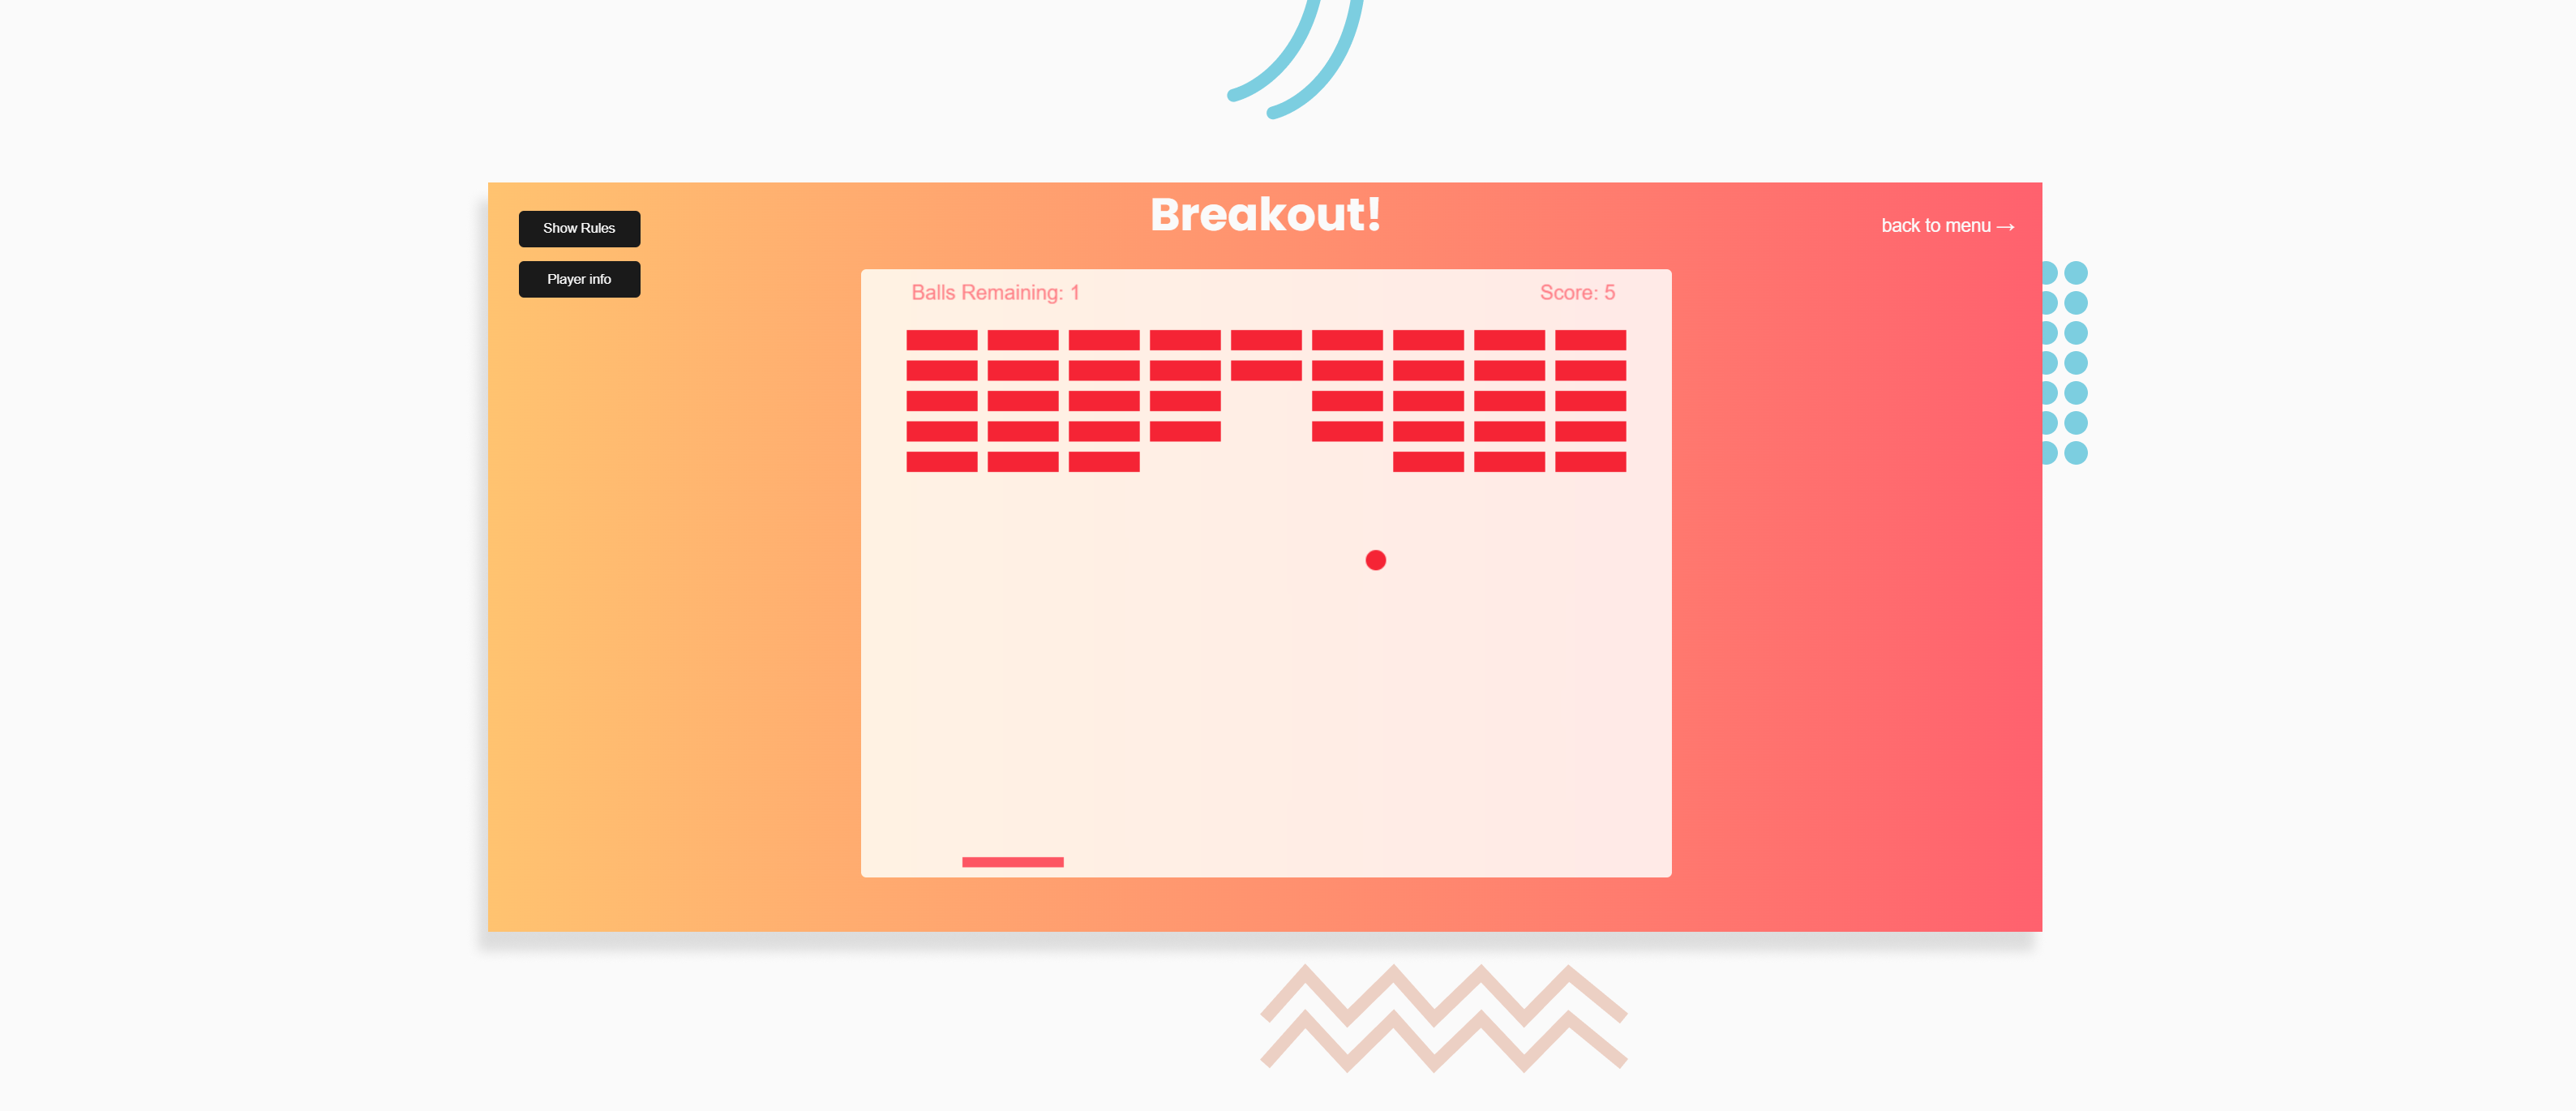 Breakout!
Show Rules
back to menu →
Player info
Balls Remaining: 1
Score: 5